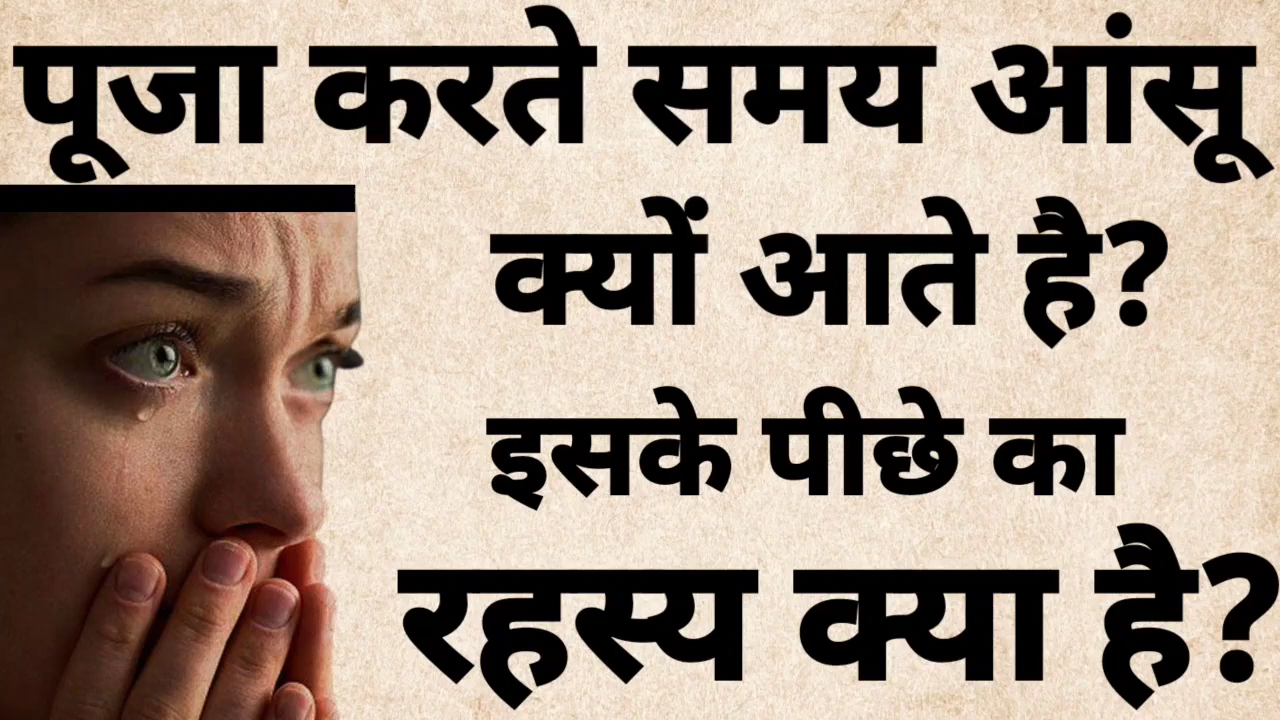 पूजा करते समय आंसू
क्यों आते है?
इसके पीछे का
रहस्य क्या है?